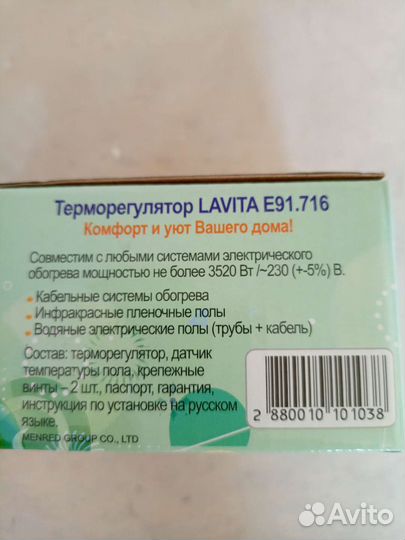 Терморегулятор LAVITA E91.716
Комфорт и уют Вашего дома!
Совместим с любыми системами электрического
обогрева мощностью не более 3520 Вт /~230 (+-5%) В.
- Кабельные системы обогрева
- Инфракрасные пленочные полы
- Водяные электрические полы (трубы + кабель)
Состав: терморегулятор, датчик
температуры пола, крепежные
винты – 2 шт., паспорт, гарантия,
инструкция по установке на русском
языке.
MENRED GROUP CO., LTD
2 880010 101038
Avito